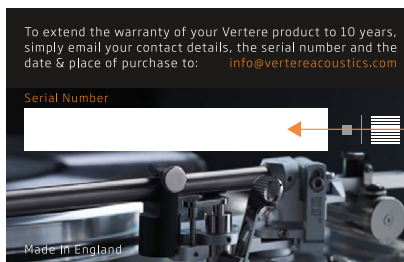 To extend the warranty of your Vertere product to 10 years,
simply email your contact details, the serial number and the
date & place of purchase to: info@vertereacoustics.com
Serial Number
Made in England